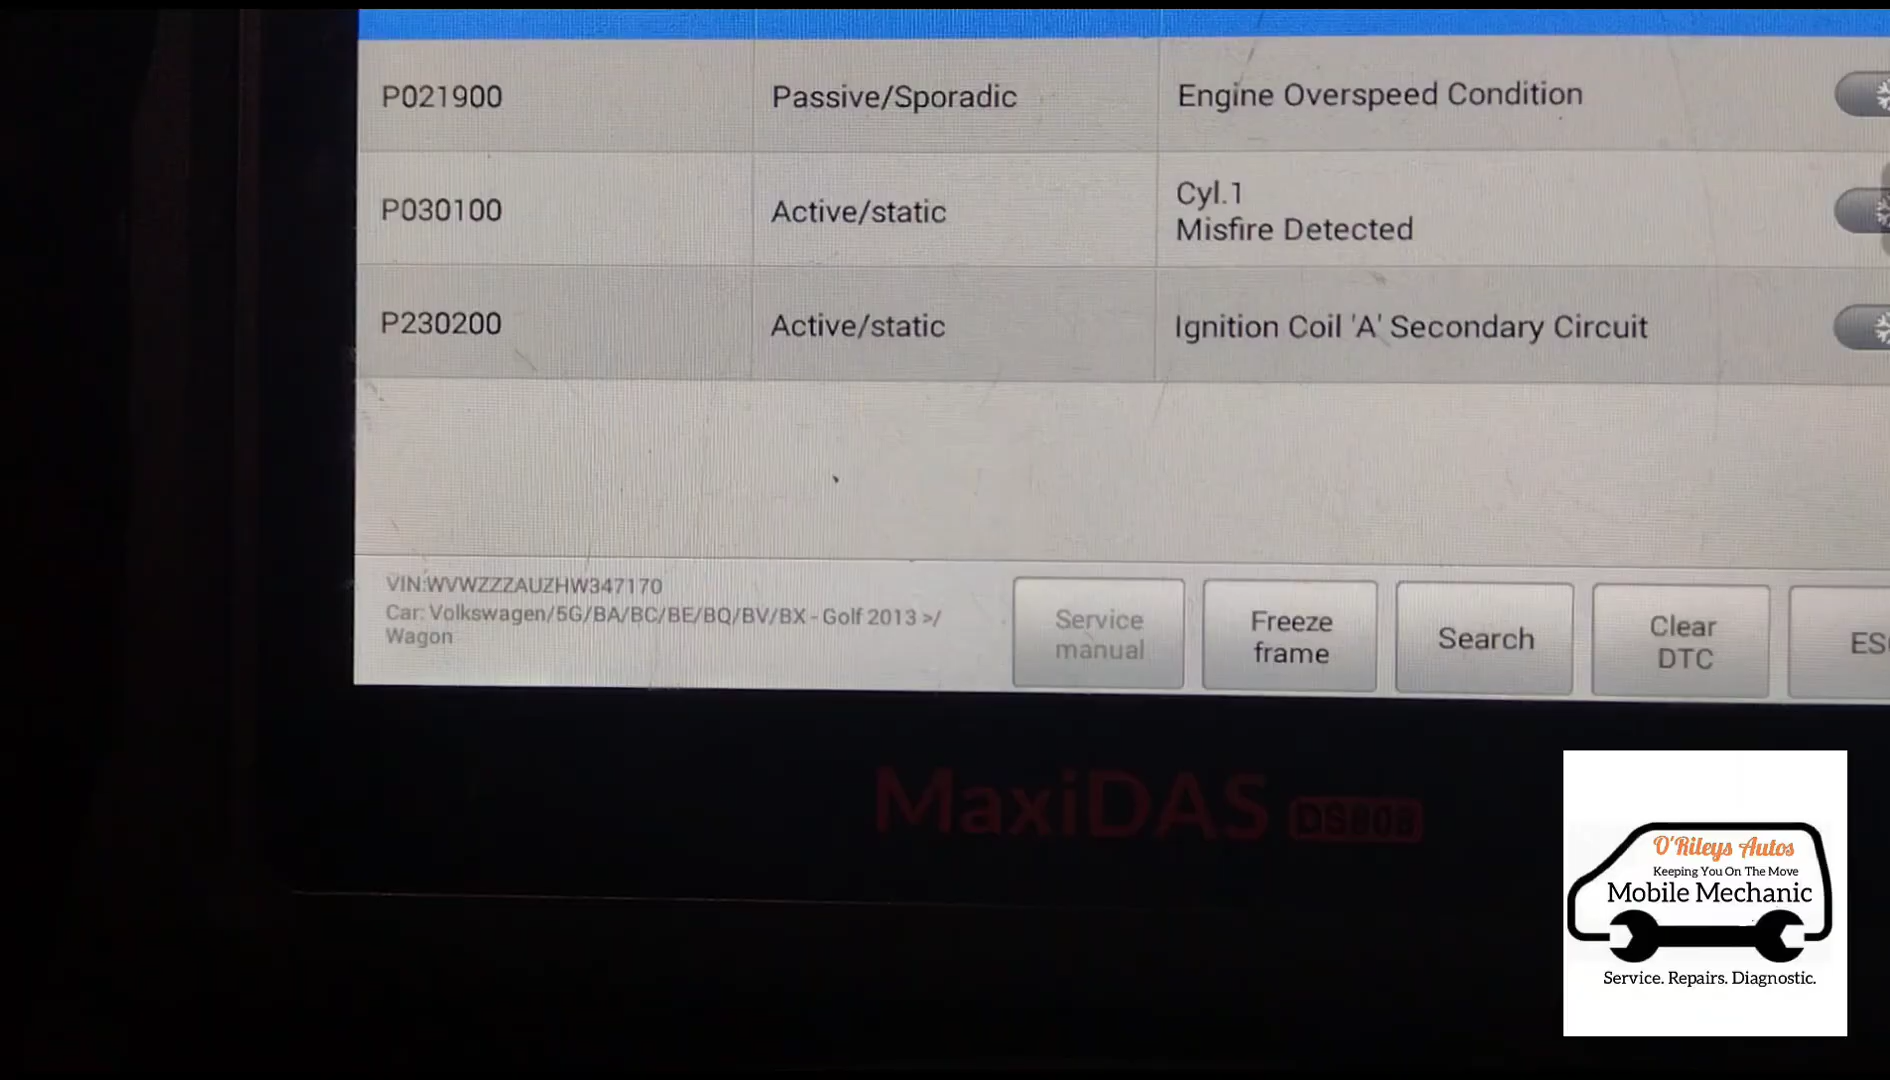 P021900 Passive/Sporadic Engine Overspeed Condition
P030100 Active/static Cyl.1
Misfire Detected
P230200 Active/static Ignition Coil 'A' Secondary Circuit
VIN:WVWZZZAUZHW347170
Car: Volkswagen/5G/BA/BC/BE/BQ/BV/BX - Golf 2013 >/
Wagon
Service
manual
Freeze
frame
Search
Clear
DTC
MaxiDAS DS808
O'Rileys Autos
Keeping You On The Move
Mobile Mechanic
Service. Repairs. Diagnostic.